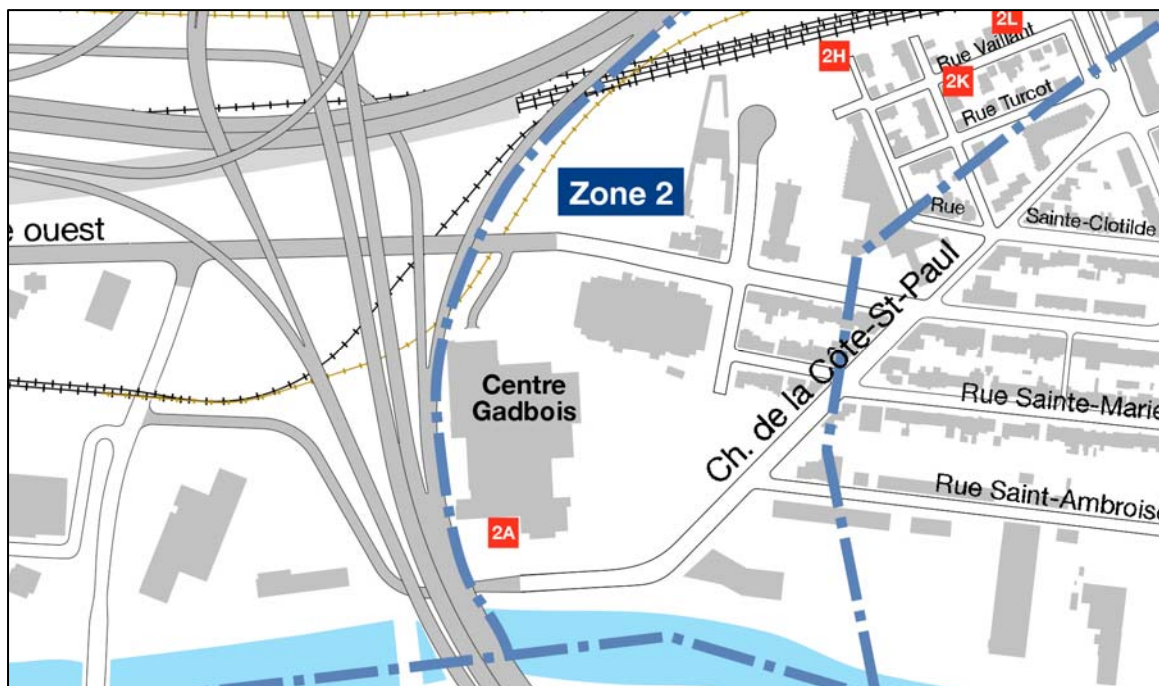 2L
Rue Vaillant
2H
2K
Rue Turcot
Zone 2
Rue
Sainte-Clotilde
e ouest
Ch. de la Côte-St-Paul
Centre
Gadbois
Rue Sainte-Marie
Rue Saint-Ambroise
2A